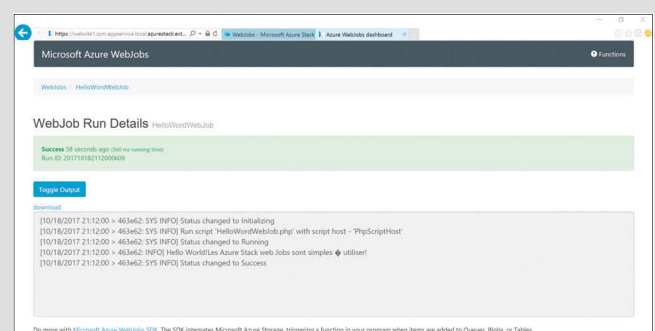 https://website1.scm.appservice.local.azurestack.ext...
WebJobs - Microsoft Azure Stack
Azure WebJobs dashboard
Microsoft Azure WebJobs
Functions
WebJobs / HelloWordWebJob
WebJob Run Details HelloWordWebJob
Success 58 seconds ago (360 ms running time)
Run ID: 201710182112000609
Toggle Output
download
[10/18/2017 21:12:00 > 463e62: SYS INFO] Status changed to Initializing
[10/18/2017 21:12:00 > 463e62: SYS INFO] Run script 'HelloWordWebJob.php' with script host - 'PhpScriptHost'
[10/18/2017 21:12:00 > 463e62: SYS INFO] Status changed to Running
[10/18/2017 21:12:00 > 463e62: INFO] Hello World!Les Azure Stack web Jobs sont simples � utiliser!
[10/18/2017 21:12:00 > 463e62: SYS INFO] Status changed to Success
Do more with Microsoft Azure WebJobs SDK. The SDK integrates Microsoft Azure Storage, triggering a function in your program when items are added to Queues, Blobs, or Tables.